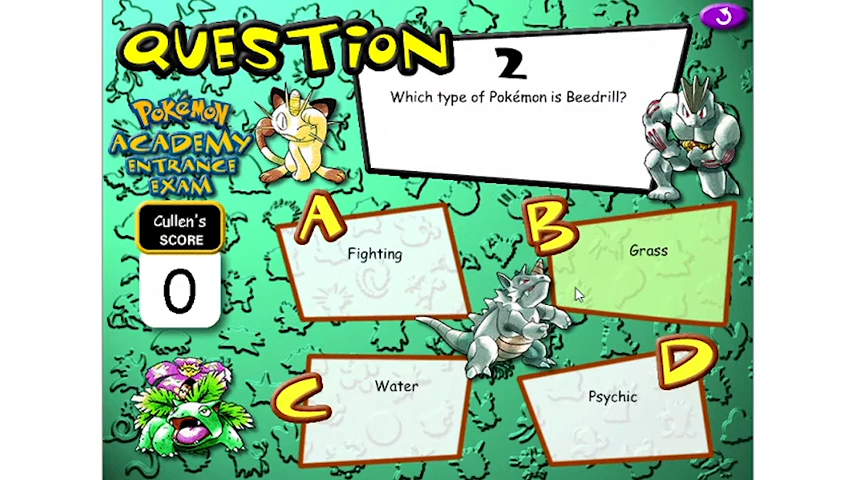 QUESTION
2
Which type of Pokémon is Beedrill?
POKéMON
ACADEMY
ENTRANCE
EXAM
Cullen's
SCORE
0
A
Fighting
B
Grass
C
Water
D
Psychic